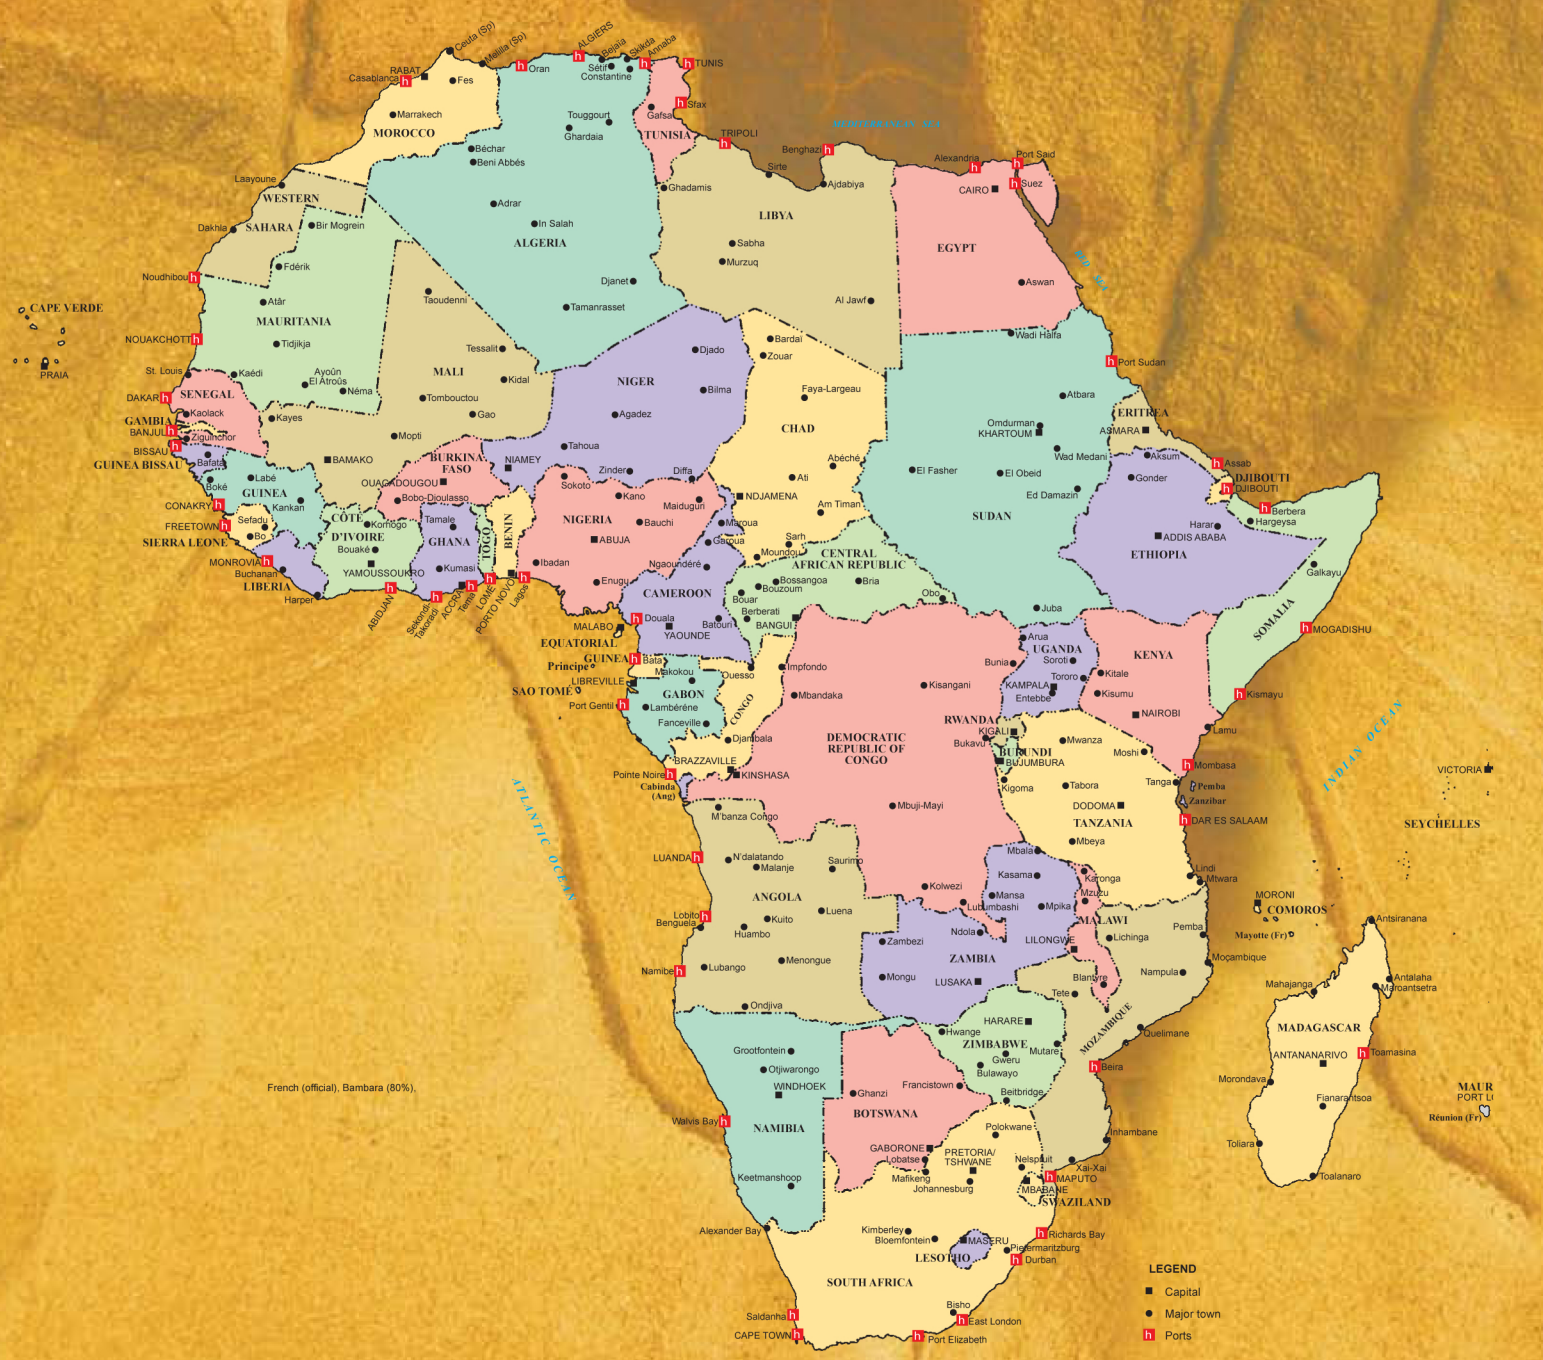 Ceuta (Sp)
Melilla (Sp)
ALGIERS
Bejaïa
Skikda
Annaba
TUNIS
RABAT
Casablanca
Fes
Oran
Sétif
Constantine
Sfax
Marrakech
MOROCCO
Touggourt
Ghardaia
Gafsa
TUNISIA
TRIPOLI
MEDITERRANEAN SEA
Benghazi
Alexandria
Port Said
Béchar
Beni Abbés
Sirte
Laayoune
Ghadamis
Ajdabiya
CAIRO
Suez
WESTERN
SAHARA
Dakhla
Bir Mogrein
Adrar
In Salah
ALGERIA
LIBYA
Sabha
Murzuq
EGYPT
RED SEA
Noudhibou
Fdérik
Djanet
Aswan
Atâr
Taoudenni
Tamanrasset
Al Jawf
CAPE VERDE
MAURITANIA
NOUAKCHOTT
Tidjikja
Tessalit
Djado
Bardaï
Zouar
Wadi Halfa
Port Sudan
PRAIA
St. Louis
Kaédi
Ayoûn
El Atroûs
Néma
MALI
Kidal
NIGER
Bilma
Faya-Largeau
Atbara
DAKAR
SENEGAL
Kaolack
Tombouctou
Gao
Agadez
ERITREA
ASMARA
GAMBIA
BANJUL
Ziguinchor
Kayes
Mopti
CHAD
Omdurman
KHARTOUM
BISSAU
GUINEA BISSAU
Bafata
BAMAKO
BURKINA
FASO
NIAMEY
Tahoua
Zinder
Diffa
Abéché
Wad Medani
Aksum
Assab
Boké
Labé
OUAGADOUGOU
Sokoto
Ati
El Fasher
El Obeid
Gonder
DJIBOUTI
DJIBOUTI
GUINEA
Kankan
Bobo-Dioulasso
Kano
Maiduguri
NDJAMENA
Am Timan
Ed Damazin
CONAKRY
Berbera
Hargeysa
FREETOWN
Sefadu
Bo
SIERRA LEONE
CÔTE
D'IVOIRE
Korhogo
Tamale
GHANA
TOGO
BENIN
NIGERIA
Bauchi
ABUJA
Maroua
Garoua
SUDAN
Harar
ADDIS ABABA
ETHIOPIA
Bouaké
YAMOUSSOUKRO
Kumasi
Ibadan
Sarh
Moundou
CENTRAL
AFRICAN REPUBLIC
MONROVIA
Buchanan
LIBERIA
Harper
Enugu
Ngaoundéré
Bossangoa
Bouzoum
Bria
Galkayu
ABIDJAN
Sekondi-
Takoradi
ACCRA
Tema
LOME
PORTO NOVO
Lagos
CAMEROON
Bouar
Berberati
BANGUI
Obo
Juba
SOMALIA
MALABO
Douala
YAOUNDE
Batouri
MOGADISHU
EQUATORIAL
GUINEA
Bata
Makokou
Ouesso
Impfondo
Arua
UGANDA
Soroti
Bunia
KENYA
Principe
LIBREVILLE
SAO TOMÉ
Port Gentil
GABON
Lambéréne
Fanceville
CONGO
Mbandaka
Kisangani
Tororo
KAMPALA
Entebbe
Kitale
Kisumu
NAIROBI
Kismayu
INDIAN OCEAN
Djambala
DEMOCRATIC
REPUBLIC OF
CONGO
RWANDA
KIGALI
Bukavu
BURUNDI
BUJUMBURA
Mwanza
Moshi
Lamu
Mombasa
BRAZZAVILLE
KINSHASA
Pointe Noire
Cabinda
(Ang)
Kigoma
Tabora
Tanga
Pemba
Zanzibar
VICTORIA
ATLANTIC OCEAN
M'banza Congo
Mbuji-Mayi
DODOMA
TANZANIA
DAR ES SALAAM
SEYCHELLES
LUANDA
N'dalatando
Malanje
Saurimo
Mbeya
Mbala
Kasama
Karonga
Lindi
Mtwara
ANGOLA
Kolwezi
Lubumbashi
Mansa
Mpika
Mzuzu
MORONI
COMOROS
Lobito
Benguela
Kuito
Luena
Huambo
MALAWI
Pemba
Mayotte (Fr)
Antsiranana
Zambezi
Ndola
LILONGWE
Lichinga
Namibe
Lubango
Menongue
Mongu
ZAMBIA
LUSAKA
Blantyre
Nampula
Moçambique
Ondjiva
Tete
MOZAMBIQUE
Mahajanga
Antalaha
Maroantsetra
HARARE
Hwange
ZIMBABWE
Mutare
Quelimane
MADAGASCAR
Grootfontein
Otjiwarongo
WINDHOEK
Gweru
Bulawayo
Beira
ANTANANARIVO
Toamasina
French (official), Bambara (80%),
Ghanzi
Francistown
Beitbridge
Morondava
Fianarantsoa
MAUR
PORT L
Réunion (Fr)
Walvis Bay
NAMIBIA
BOTSWANA
Polokwane
Inhambane
Toliara
GABORONE
Lobatse
PRETORIA/
TSHWANE
Nelspruit
Xai-Xai
MAPUTO
Keetmanshoop
Mafikeng
Johannesburg
MBABANE
SWAZILAND
Toalanaro
Alexander Bay
Kimberley
Bloemfontein
MASERU
LESOTHO
Richards Bay
Pietermaritzburg
Durban
SOUTH AFRICA
LEGEND
Capital
Major town
Ports
Saldanha
CAPE TOWN
Bisho
East London
Port Elizabeth